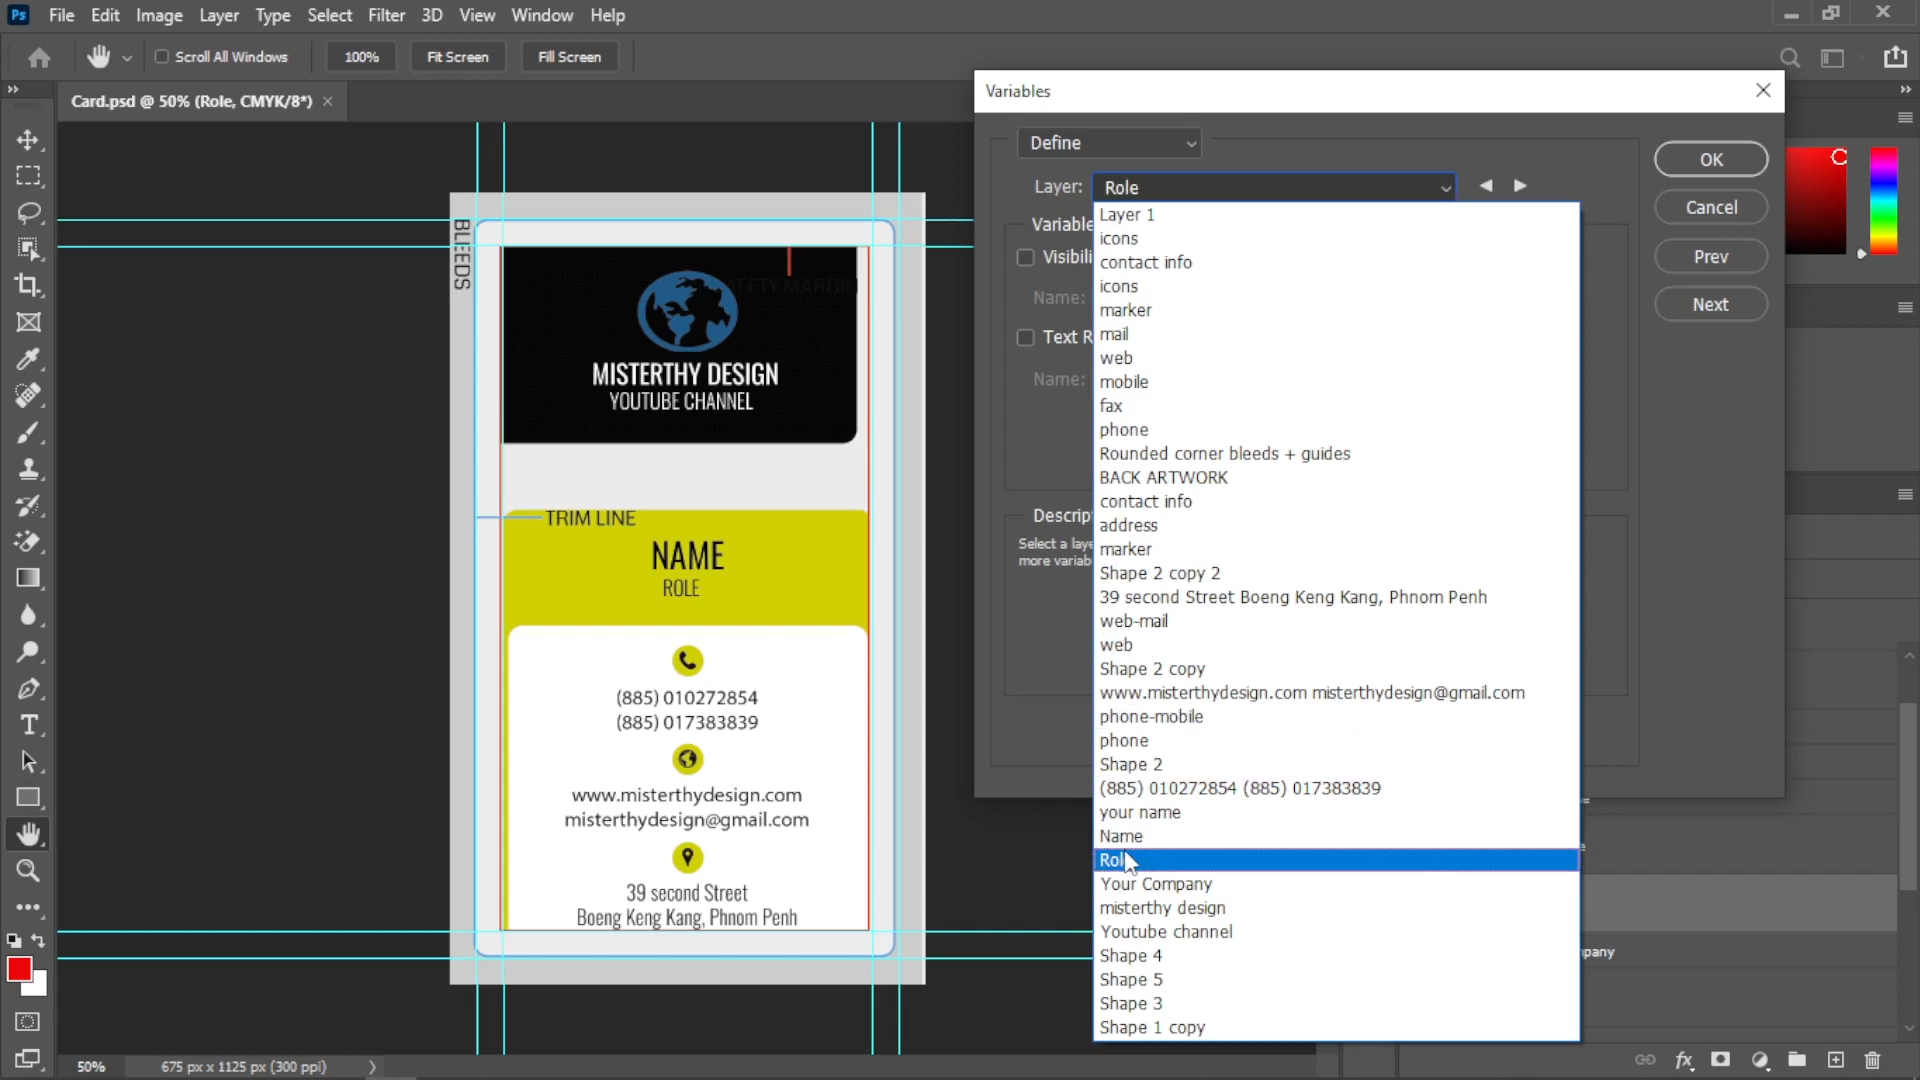 Ps File Edit Image Layer Type Select Filter 3D View Window Help
Scroll All Windows 100% Fit Screen Fill Screen
Card.psd @ 50% (Role, CMYK/8*)
BLEEDS
MISTERTHY DESIGN
YOUTUBE CHANNEL
TRIM LINE
NAME
ROLE
(885) 010272854
(885) 017383839
www.misterthydesign.com
misterthydesign@gmail.com
39 second Street
Boeng Keng Kang, Phnom Penh
50% 675 px x 1125 px (300 ppi)
Variables
Define
Layer: Role
Name:
Name:
Layer 1
icons
contact info
icons
marker
mail
web
mobile
fax
phone
Rounded corner bleeds + guides
BACK ARTWORK
contact info
address
marker
Shape 2 copy 2
39 second Street Boeng Keng Kang, Phnom Penh
web-mail
web
Shape 2 copy
www.misterthydesign.com misterthydesign@gmail.com
phone-mobile
phone
Shape 2
(885) 010272854 (885) 017383839
your name
Name
Your Company
misterthy design
Youtube channel
Shape 4
Shape 5
Shape 3
Shape 1 copy
Select a
more
OK
Cancel
Prev
Next